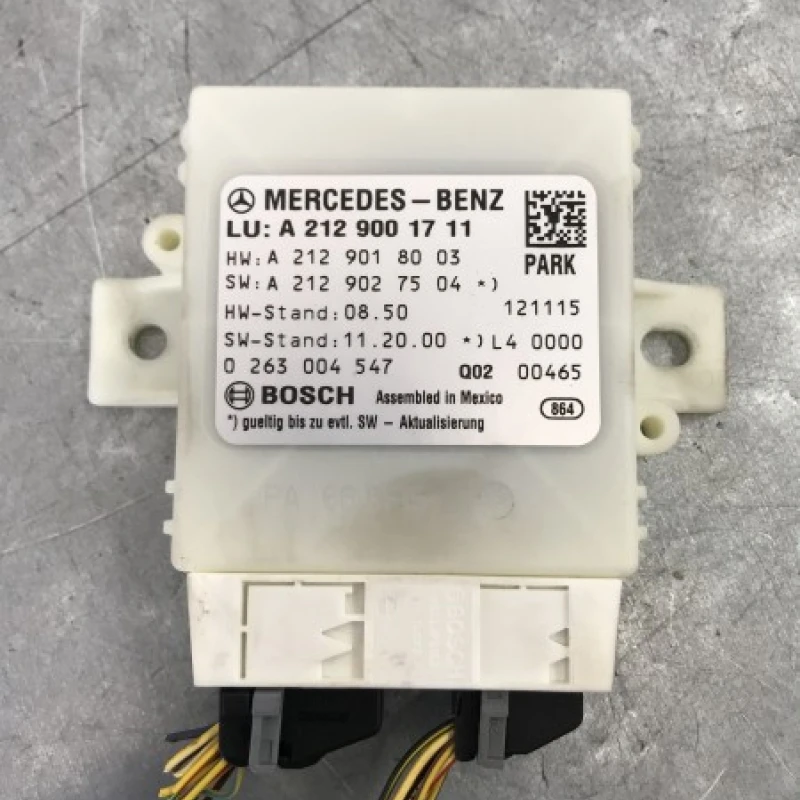 MERCEDES-BENZ
LU: A 212 900 17 11
HW: A 212 901 80 03
SW: A 212 902 75 04 *)
PARK
HW-Stand: 08.50 121115
SW-Stand: 11.20.00 *) L4 0000
0 263 004 547 Q02 00465
BOSCH Assembled in Mexico 864
*) gueltig bis zu evtl. SW - Aktualisierung
PA